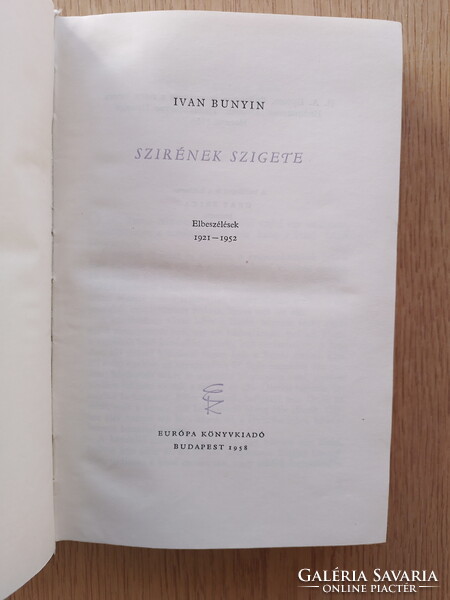 IVAN BUNYIN
SZIRÉNEK SZIGETE
Elbeszélések
1921–1952
EURÓPA KÖNYVKIADÓ
BUDAPEST 1958
GALÉRIA SAVARIA
ONLINE PIACTÉR